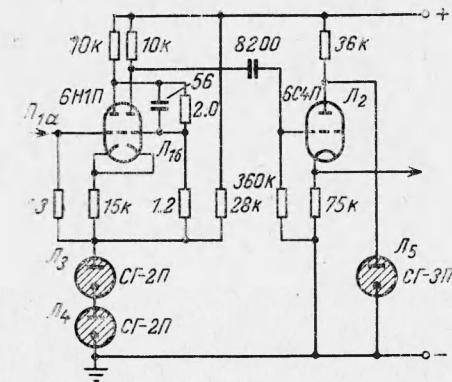 10к
10к
36к
+
8200
56
6Н1П
6С4П
Л2
2.0
Л1а
Л1б
.3
15к
1.2
28к
360к
75к
Л3
СГ-2П
Л5
СГ-3П
Л4
СГ-2П
-